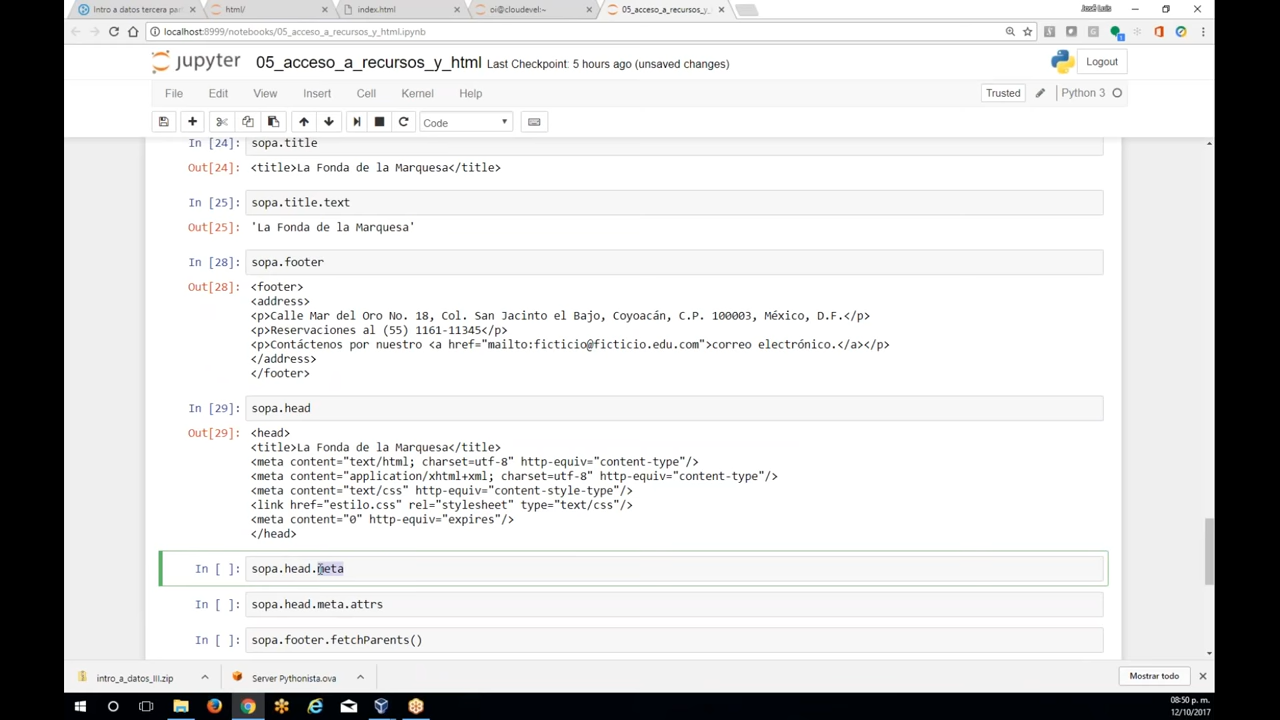 Intro a datos tercera par
html/
index.html
oi@cloudevel:~
05_acceso_a_recursos_y_
José Luis
localhost:8999/notebooks/05_acceso_a_recursos_y_html.ipynb
jupyter 05_acceso_a_recursos_y_html Last Checkpoint: 5 hours ago (unsaved changes)
Logout
File Edit View Insert Cell Kernel Help
Trusted
Python 3
Code
In [24]: sopa.title
Out[24]: <title>La Fonda de la Marquesa</title>
In [25]: sopa.title.text
Out[25]: 'La Fonda de la Marquesa'
In [28]: sopa.footer
Out[28]: <footer>
<address>
<p>Calle Mar del Oro No. 18, Col. San Jacinto el Bajo, Coyoacán, C.P. 100003, México, D.F.</p>
<p>Reservaciones al (55) 1161-11345</p>
<p>Contáctenos por nuestro <a href="mailto:ficticio@ficticio.edu.com">correo electrónico.</a></p>
</address>
</footer>
In [29]: sopa.head
Out[29]: <head>
<title>La Fonda de la Marquesa</title>
<meta content="text/html; charset=utf-8" http-equiv="content-type"/>
<meta content="application/xhtml+xml; charset=utf-8" http-equiv="content-type"/>
<meta content="text/css" http-equiv="content-style-type"/>
<link href="estilo.css" rel="stylesheet" type="text/css"/>
<meta content="0" http-equiv="expires"/>
</head>
In [ ]: sopa.head.meta
In [ ]: sopa.head.meta.attrs
In [ ]: sopa.footer.fetchParents()
intro_a_datos_III.zip
Server Pythonista.ova
Mostrar todo
08:50 p. m.
12/10/2017